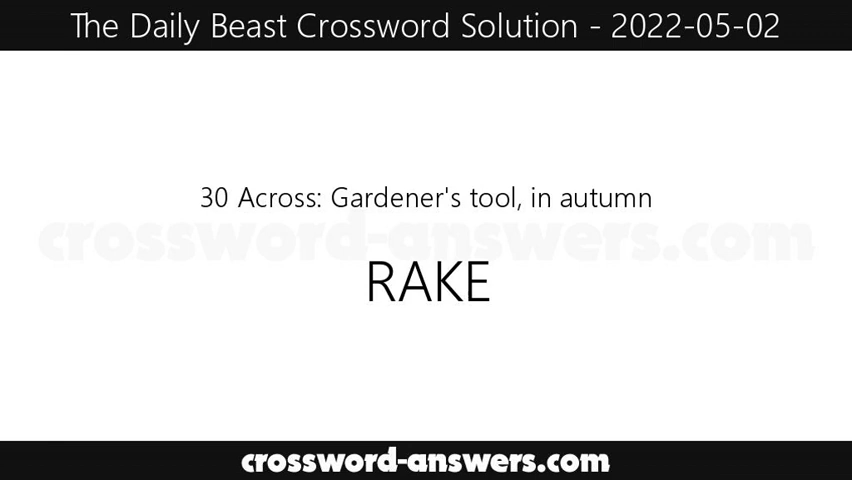 The Daily Beast Crossword Solution - 2022-05-02
30 Across: Gardener's tool, in autumn
crossword-answers.com
RAKE
crossword-answers.com